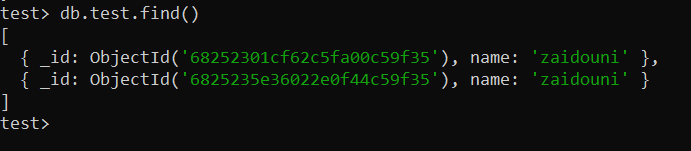 test> db.test.find()
[
  { _id: ObjectId('68252301cf62c5fa00c59f35'), name: 'zaidouni' },
  { _id: ObjectId('6825235e36022e0f44c59f35'), name: 'zaidouni' }
]
test>